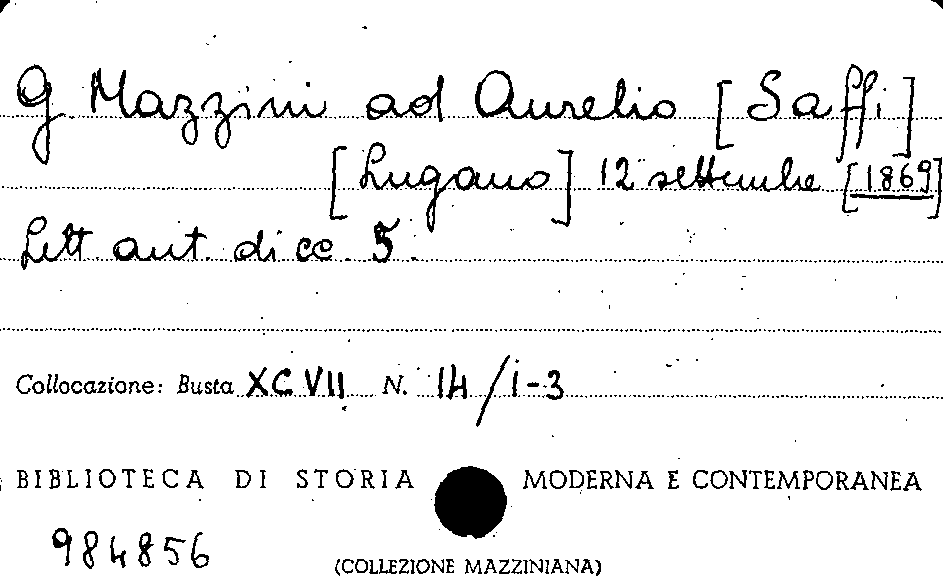 G. Mazzini ad Aurelio [Saffi]
[Lugano] 12 settembre [1869]
Lett. aut. di cc. 5.
Collocazione: Busta XCVII N. 14/1-3
BIBLIOTECA DI STORIA MODERNA E CONTEMPORANEA
984856
(COLLEZIONE MAZZINIANA)